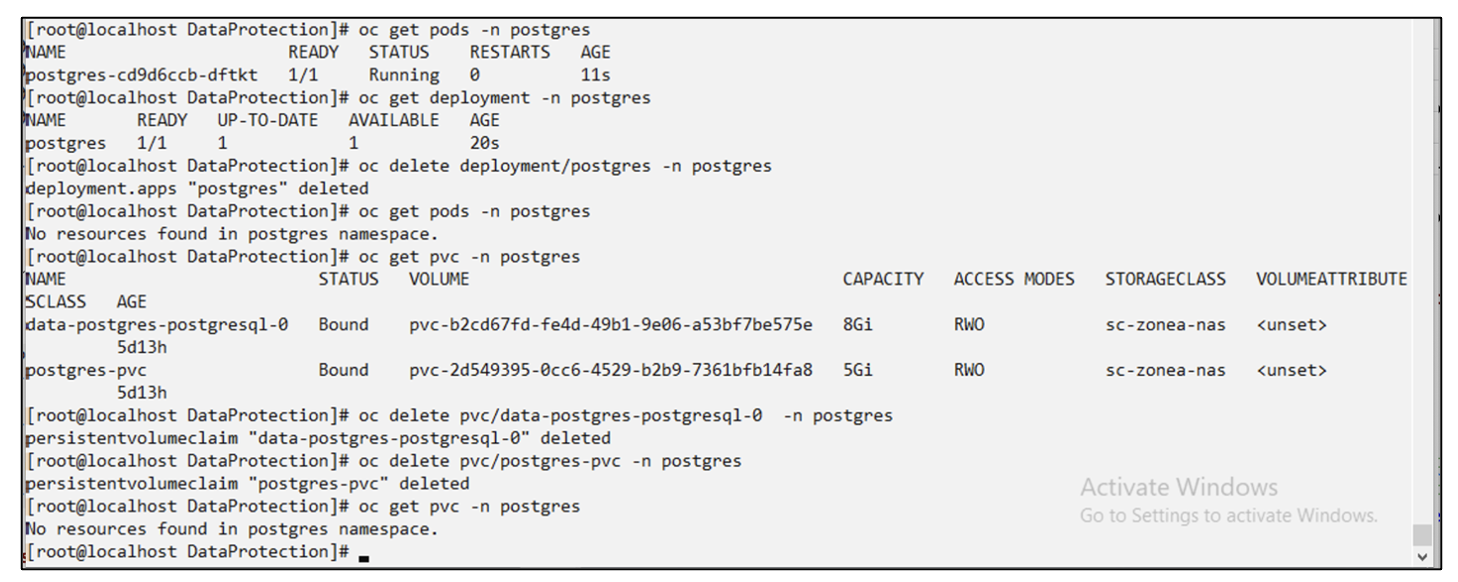 [root@localhost DataProtection]# oc get pods -n postgres
NAME                      READY   STATUS    RESTARTS   AGE
postgres-cd9d6ccb-dftkt   1/1     Running   0          11s
[root@localhost DataProtection]# oc get deployment -n postgres
NAME       READY   UP-TO-DATE   AVAILABLE   AGE
postgres   1/1     1            1           20s
[root@localhost DataProtection]# oc delete deployment/postgres -n postgres
deployment.apps "postgres" deleted
[root@localhost DataProtection]# oc get pods -n postgres
No resources found in postgres namespace.
[root@localhost DataProtection]# oc get pvc -n postgres
NAME                         STATUS   VOLUME                                     CAPACITY   ACCESS MODES   STORAGECLASS   VOLUMEATTRIBUTE
SCLASS   AGE
data-postgres-postgresql-0   Bound    pvc-b2cd67fd-fe4d-49b1-9e06-a53bf7be575e   8Gi        RWO            sc-zonea-nas   <unset>
         5d13h
postgres-pvc                 Bound    pvc-2d549395-0cc6-4529-b2b9-7361bfb14fa8   5Gi        RWO            sc-zonea-nas   <unset>
         5d13h
[root@localhost DataProtection]# oc delete pvc/data-postgres-postgresql-0  -n postgres
persistentvolumeclaim "data-postgres-postgresql-0" deleted
[root@localhost DataProtection]# oc delete pvc/postgres-pvc -n postgres
persistentvolumeclaim "postgres-pvc" deleted
[root@localhost DataProtection]# oc get pvc -n postgres
No resources found in postgres namespace.
[root@localhost DataProtection]#
Activate Windows
Go to Settings to activate Windows.